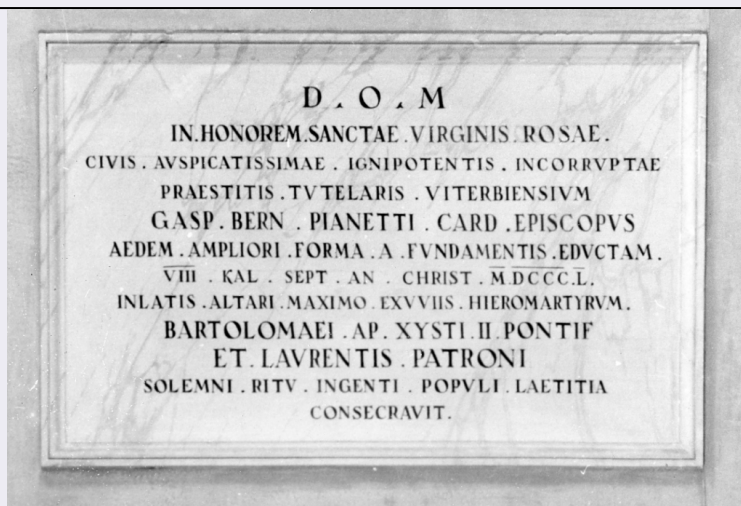 D . O . M
IN.HONOREM.SANCTAE.VIRGINIS.ROSAE.
CIVIS . AVSPICATISSIMAE . IGNIPOTENTIS . INCORRVPTAE
PRAESTITIS . TVTELARIS . VITERBIENSIVM
GASP . BERN . PIANETTI . CARD . EPISCOPVS
AEDEM . AMPLIORI . FORMA . A . FVNDAMENTIS . EDVCTAM .
VIII . KAL . SEPT . AN . CHRIST . M.DCCCL.
INLATIS . ALTARI . MAXIMO . EXVVIIS . HIEROMARTYRVM .
BARTOLOMAEI . AP . XYSTI . II . PONTIF
ET . LAVRENTIS . PATRONI
SOLEMNI . RITV . INGENTI . POPVLI . LAETITIA
CONSECRAVIT .